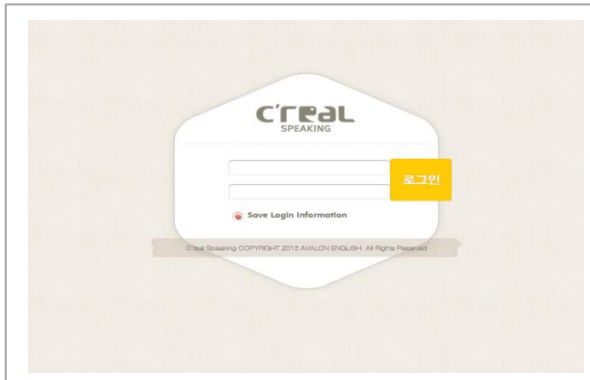 C'REAL
SPEAKING
로그인
Save Login Information
C'real Speaking COPYRIGHT 2013 AVALON ENGLISH. All Rights Reserved